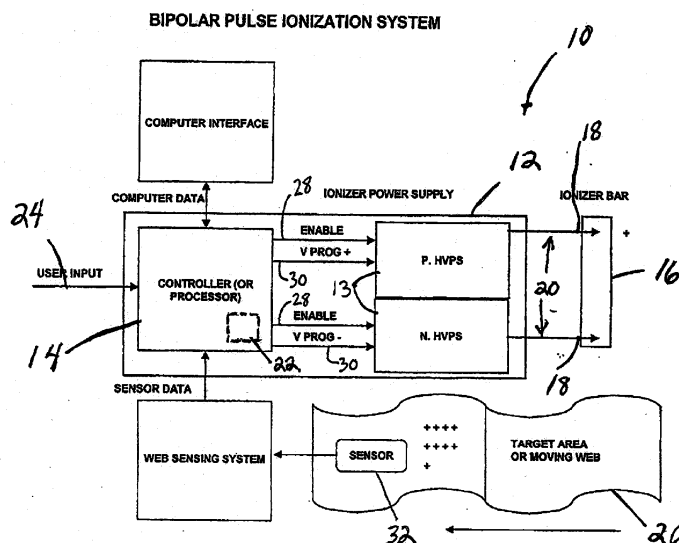 BIPOLAR PULSE IONIZATION SYSTEM
10
COMPUTER INTERFACE
COMPUTER DATA
28
IONIZER POWER SUPPLY
12
18
IONIZER BAR
24
USER INPUT
CONTROLLER (OR
PROCESSOR)
ENABLE
V PROG +
30
P. HVPS
+
13
20
16
28
ENABLE
V PROG -
30
N. HVPS
14
22
18
SENSOR DATA
WEB SENSING SYSTEM
SENSOR
32
++++
++++
+
TARGET AREA
OR MOVING WEB